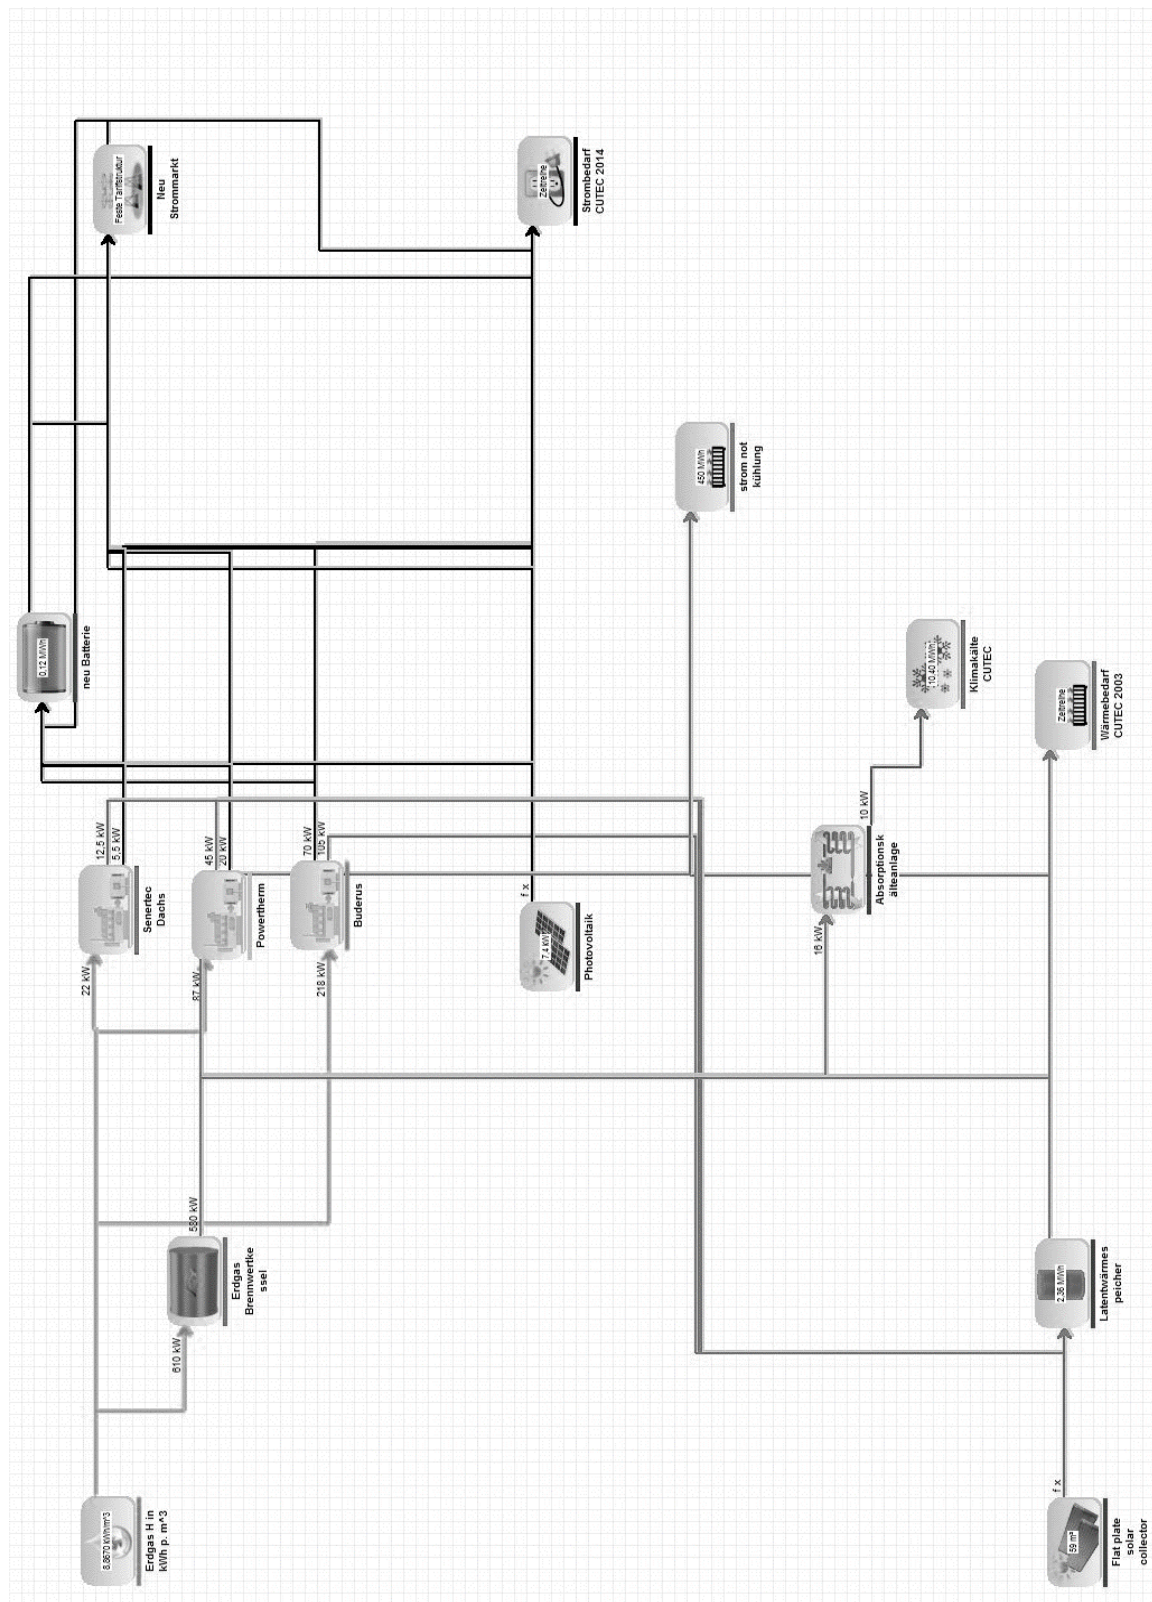 Feste Tarifstruktur
Neu
Strommarkt
Zeitreihe
Strombedarf
CUTEC 2014
450 MWh
strom not
kühlung
0,12 MWh
neu Batterie
10,40 MWh
Klimakälte
CUTEC
Zeitreihe
Wärmebedarf
CUTEC 2003
12,5 kW
5,5 kW
45 kW
20 kW
70 kW
105 kW
10 kW
Senertec
Dachs
Powertherm
Buderus
f x
7,4 kW
Photovoltaik
Absorptionsk
älteanlage
22 kW
87 kW
218 kW
16 kW
580 kW
Erdgas
Brennwertke
ssel
610 kW
2,36 MWh
Latentwärmes
peicher
8,8670 kWh/m^3
Erdgas H in
kWh p. m^3
f x
59 m²
Flat plate
solar
collector